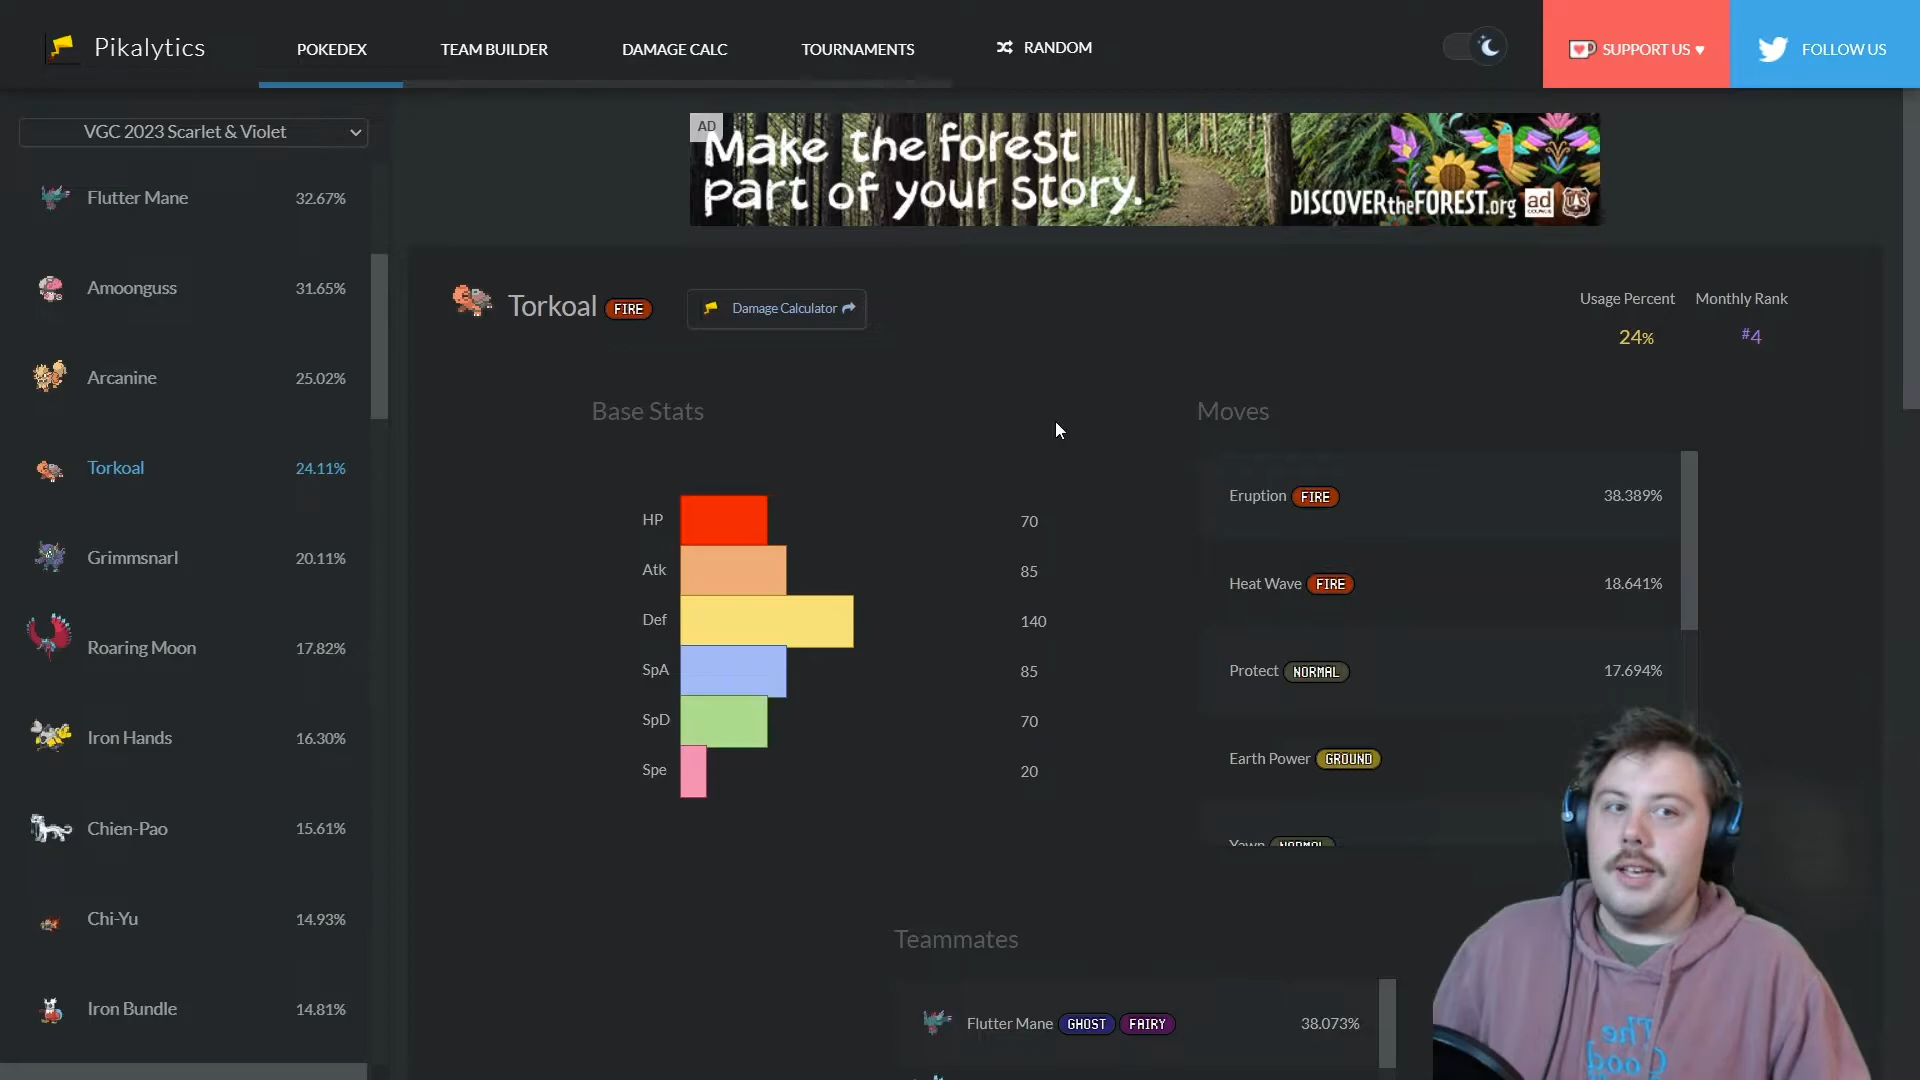 Pikalytics
POKEDEX
TEAM BUILDER
DAMAGE CALC
TOURNAMENTS
RANDOM
SUPPORT US ♥
FOLLOW US
VGC 2023 Scarlet & Violet
Flutter Mane 32.67%
Amoonguss 31.65%
Arcanine 25.02%
Torkoal 24.11%
Grimmsnarl 20.11%
Roaring Moon 17.82%
Iron Hands 16.30%
Chien-Pao 15.61%
Chi-Yu 14.93%
Iron Bundle 14.81%
AD
Make the forest
part of your story.
DISCOVERtheFOREST.org
ad
Torkoal FIRE
Damage Calculator
Usage Percent
24%
Monthly Rank
#4
Base Stats
HP 70
Atk 85
Def 140
SpA 85
SpD 70
Spe 20
Moves
Eruption FIRE 38.389%
Heat Wave FIRE 18.641%
Protect NORMAL 17.694%
Earth Power GROUND
Yawn NORMAL
Teammates
Flutter Mane GHOST FAIRY 38.073%
The
Good